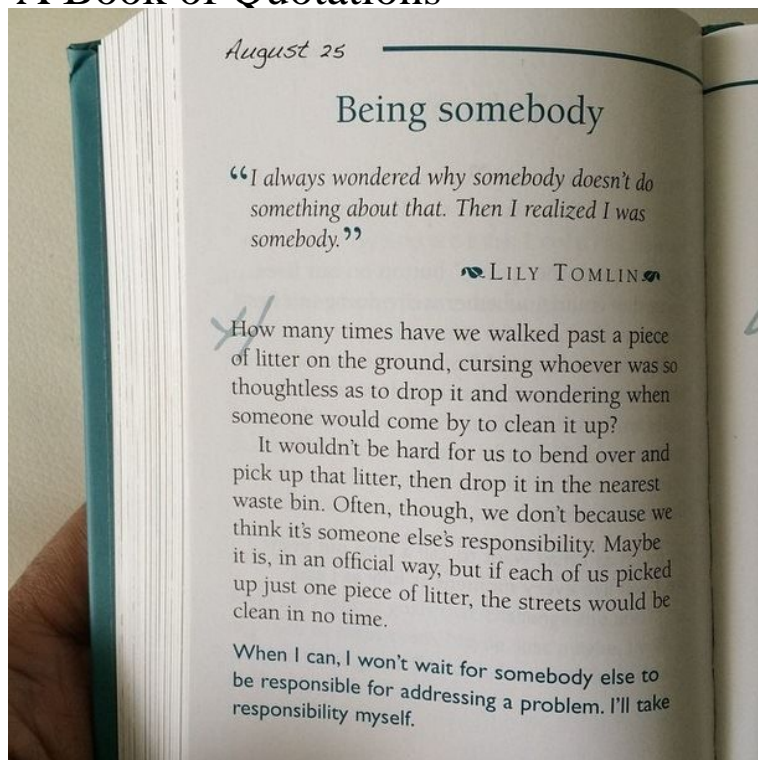 A Book of Quotations
August 25
Being somebody
“I always wondered why somebody doesn't do
something about that. Then I realized I was
somebody.”
LILY TOMLIN
How many times have we walked past a piece
of litter on the ground, cursing whoever was so
thoughtless as to drop it and wondering when
someone would come by to clean it up?
It wouldn't be hard for us to bend over and
pick up that litter, then drop it in the nearest
waste bin. Often, though, we don't because we
think it's someone else's responsibility. Maybe
it is, in an official way, but if each of us picked
up just one piece of litter, the streets would be
clean in no time.
When I can, I won't wait for somebody else to
be responsible for addressing a problem. I'll take
responsibility myself.